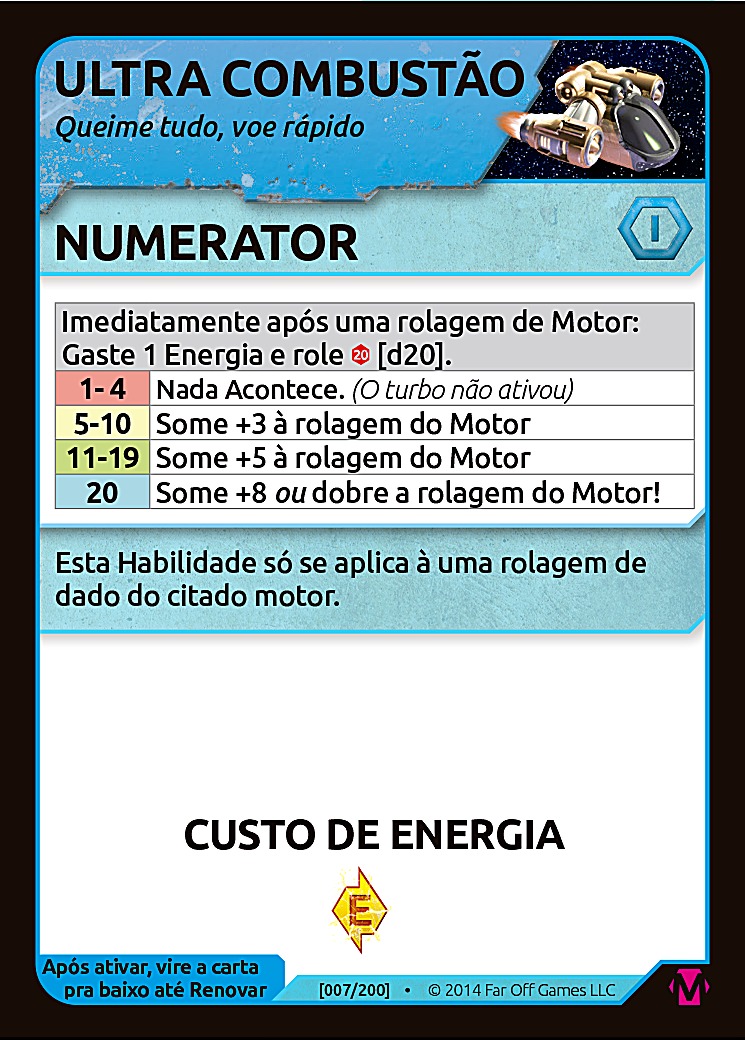 ULTRA COMBUSTÃO
Queime tudo, voe rápido
NUMERATOR
I
Imediatamente após uma rolagem de Motor:
Gaste 1 Energia e role 20 [d20].
1- 4 Nada Acontece. (O turbo não ativou)
5-10 Some +3 à rolagem do Motor
11-19 Some +5 à rolagem do Motor
20 Some +8 ou dobre a rolagem do Motor!
Esta Habilidade só se aplica à uma rolagem de
dado do citado motor.
CUSTO DE ENERGIA
E
Após ativar, vire a carta
pra baixo até Renovar
[007/200] • © 2014 Far Off Games LLC
M